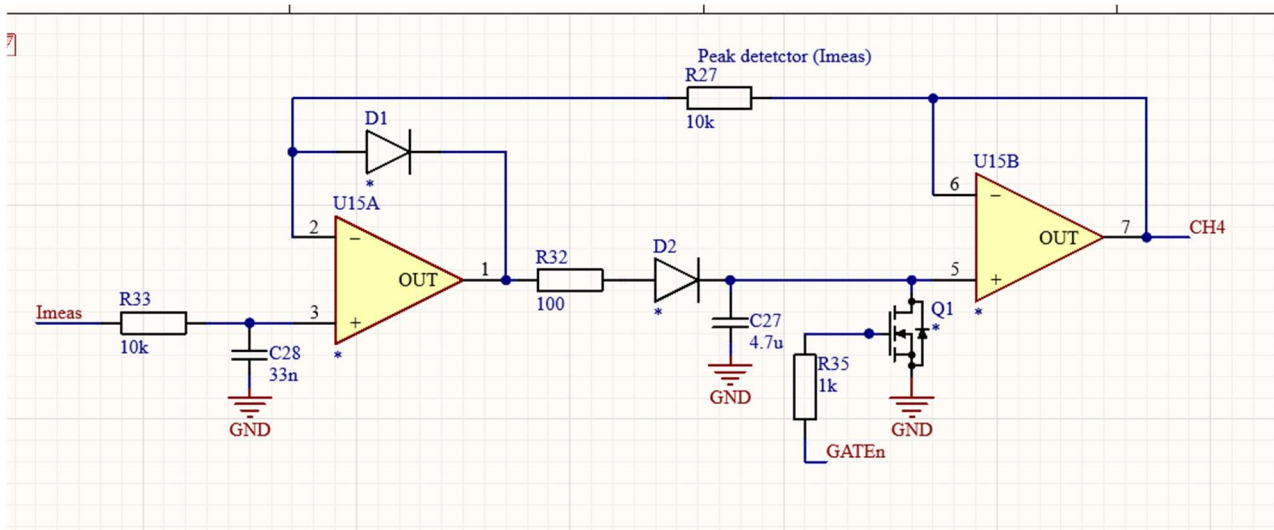 Peak detetctor (Imeas)
R27
10k
D1
*
U15A
2
−
OUT
1
3
+
*
Imeas
R33
10k
C28
33n
GND
R32
100
D2
*
C27
4.7u
GND
U15B
6
−
OUT
7
CH4
5
+
*
Q1
*
R35
1k
GND
GATEn